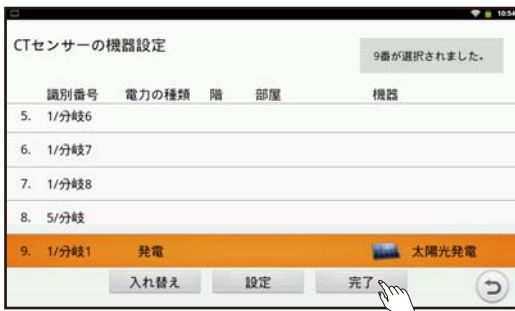 10:54
CTセンサーの機器設定
9番が選択されました。
識別番号 電力の種類 階 部屋 機器
5. 1/分岐6
6. 1/分岐7
7. 1/分岐8
8. 5/分岐
9. 1/分岐1 発電 太陽光発電
入れ替え 設定 完了